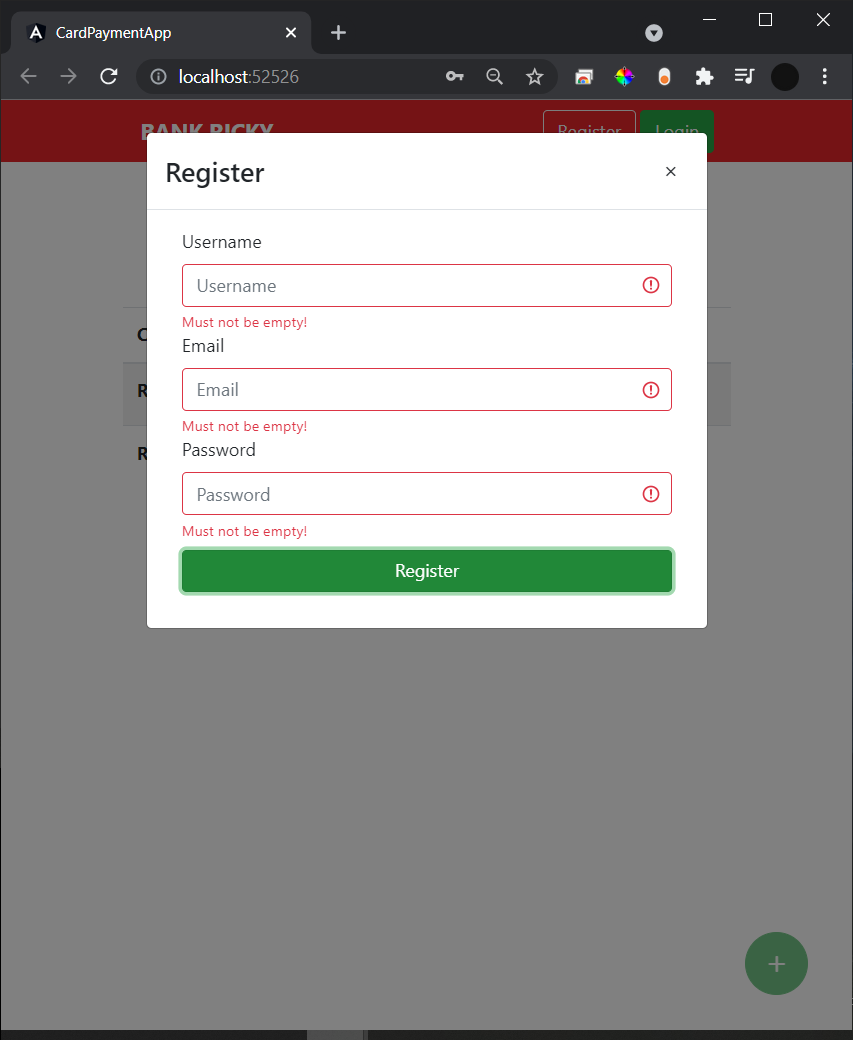 CardPaymentApp
localhost:52526
BANK RICKY
Register Login
Register
Username
Username
Must not be empty!
Email
Email
Must not be empty!
Password
Password
Must not be empty!
Register
C
R
R